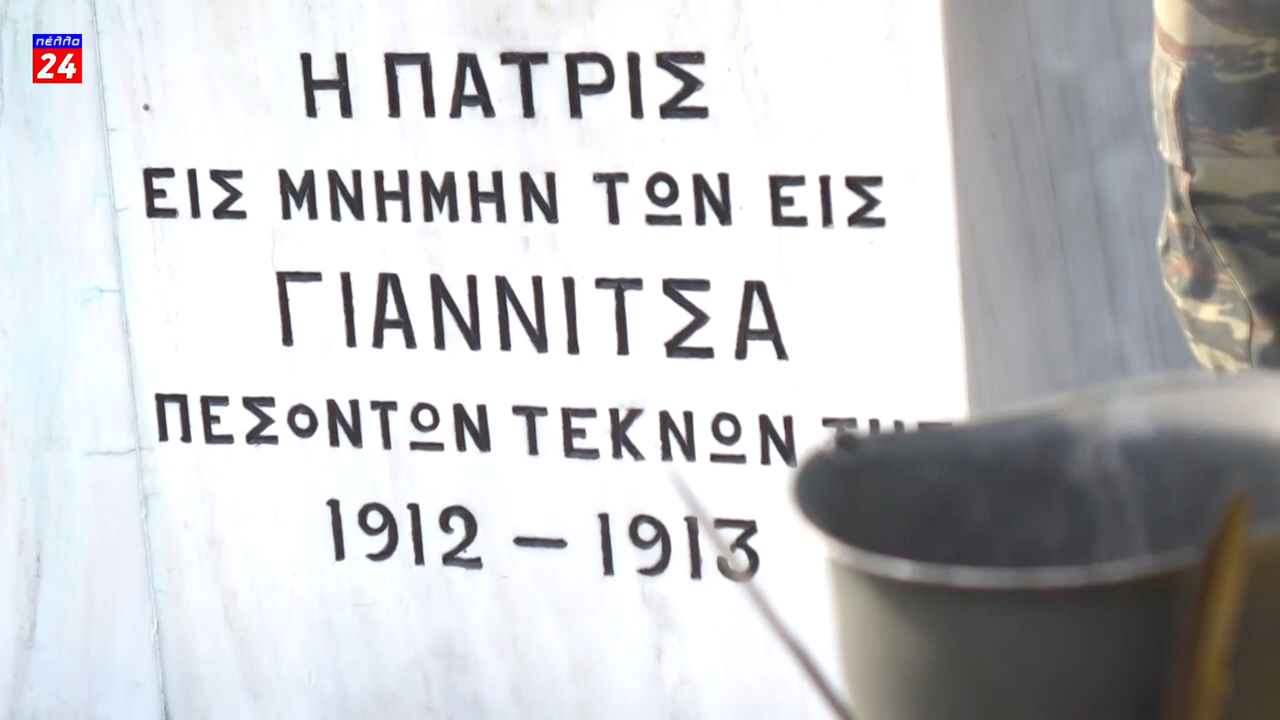 πέλλα
24
Η ΠΑΤΡΙΣ
ΕΙΣ ΜΝΗΜΗΝ ΤΩΝ ΕΙΣ
ΓΙΑΝΝΙΤΣΑ
ΠΕΣΟΝΤΩΝ ΤΕΚΝΩΝ
1912 – 1913